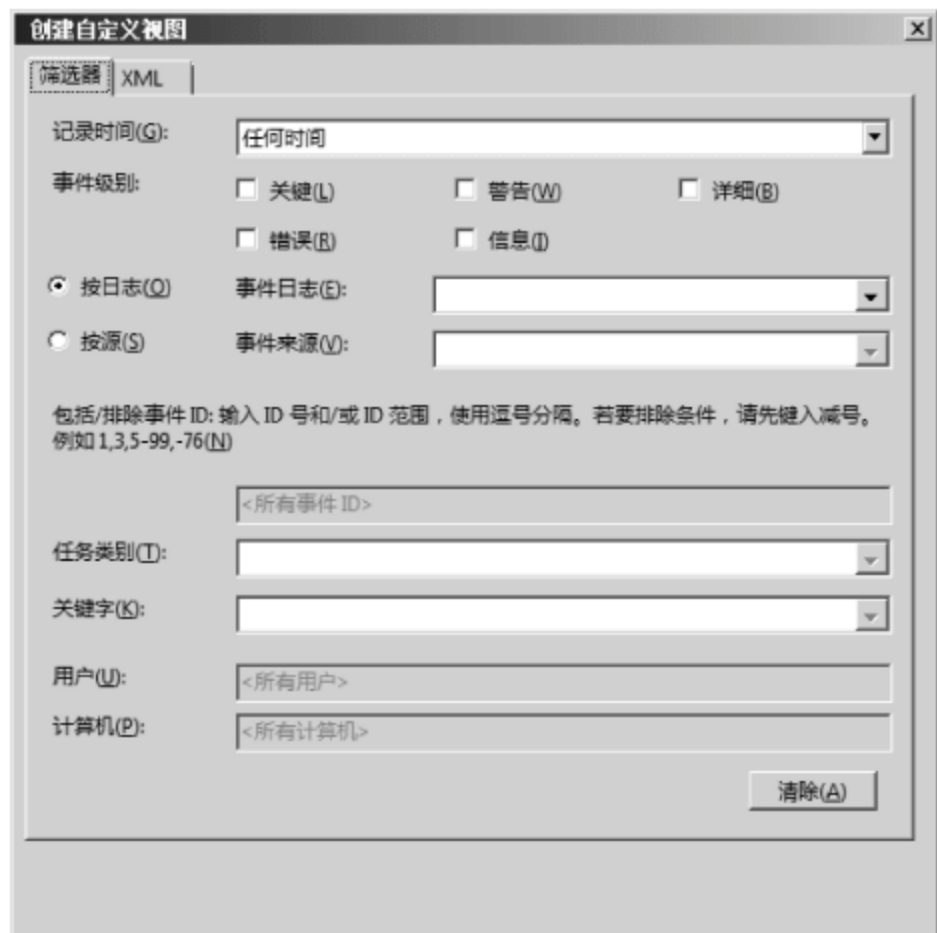 创建自定义视图
筛选器 XML
记录时间(G): 任何时间
事件级别: 关键(L) 警告(W) 详细(B)
错误(R) 信息(I)
按日志(O) 事件日志(E):
按源(S) 事件来源(V):
包括/排除事件 ID: 输入 ID 号和/或 ID 范围，使用逗号分隔。若要排除条件，请先键入减号。
例如 1,3,5-99,-76(N)
<所有事件 ID>
任务类别(T):
关键字(K):
用户(U): <所有用户>
计算机(P): <所有计算机>
清除(A)